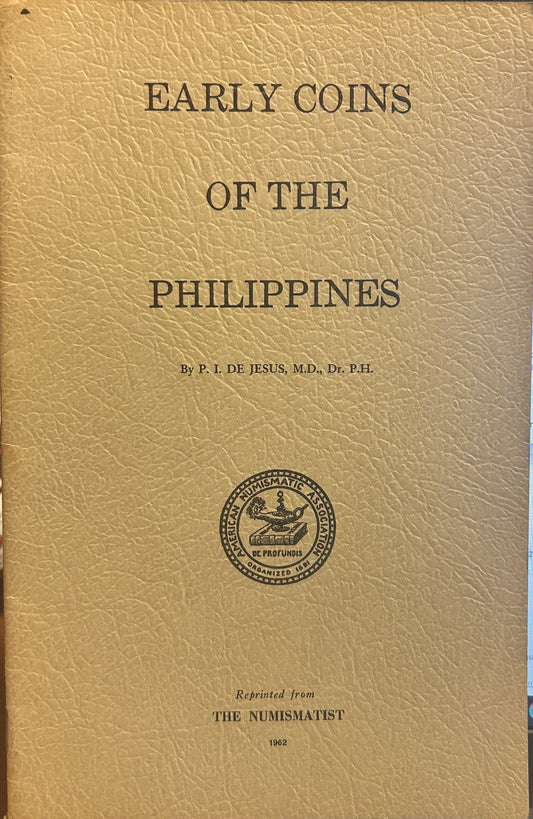 EARLY COINS
OF THE
PHILIPPINES
By P. I. DE JESUS, M.D., Dr. P.H.
AMERICAN NUMISMATIC ASSOCIATION
DE PROFUNDIS
ORGANIZED 1891
Reprinted from
THE NUMISMATIST
1962